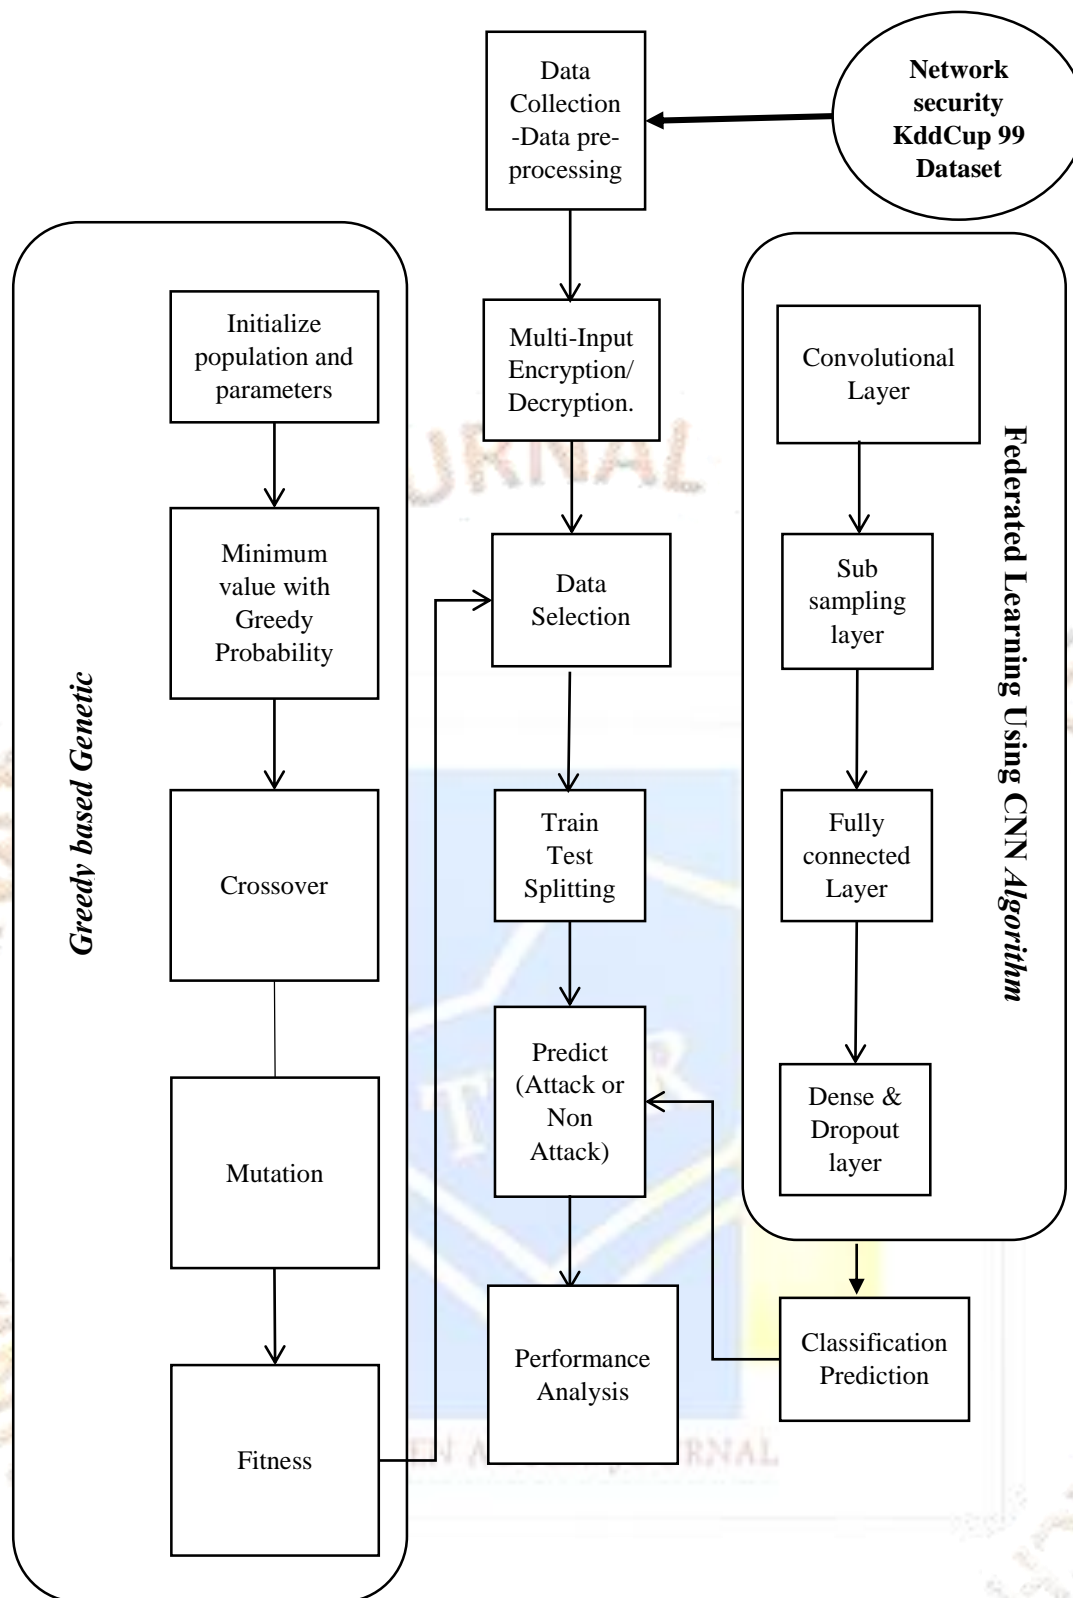 Network
security
KddCup 99
Dataset
Data
Collection
-Data pre-
processing
Multi-Input
Encryption/
Decryption.
Data
Selection
Train
Test
Splitting
Predict
(Attack or
Non
Attack)
Performance
Analysis
Greedy based Genetic
Initialize
population and
parameters
Minimum
value with
Greedy
Probability
Crossover
Mutation
Fitness
Federated Learning Using CNN Algorithm
Convolutional
Layer
Sub
sampling
layer
Fully
connected
Layer
Dense &
Dropout
layer
Classification
Prediction